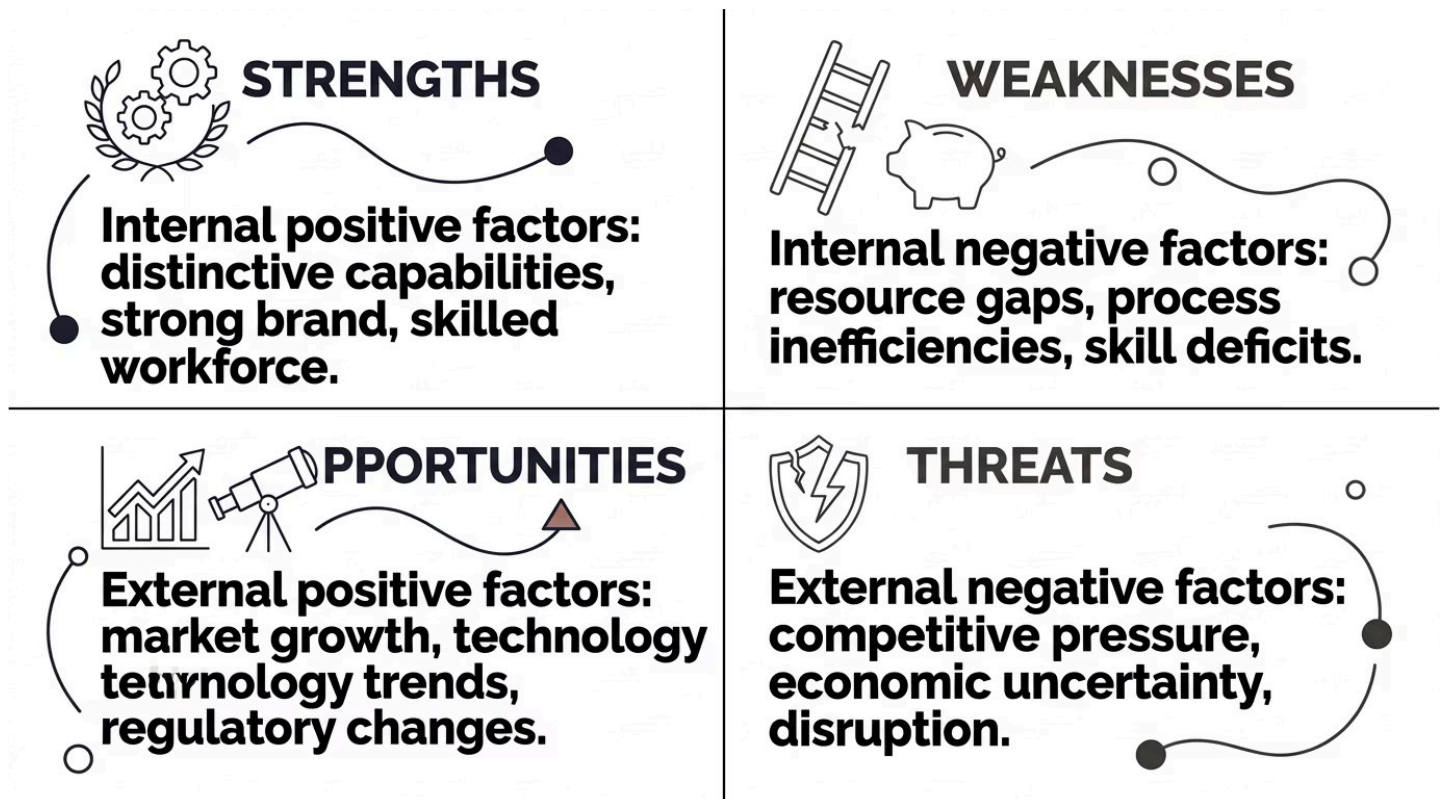 STRENGTHS
Internal positive factors:
distinctive capabilities,
strong brand, skilled
workforce.
WEAKNESSES
Internal negative factors:
resource gaps, process
inefficiencies, skill deficits.
PPORTUNITIES
External positive factors:
market growth, technology
trends,
regulatory changes.
THREATS
External negative factors:
competitive pressure,
economic uncertainty,
disruption.